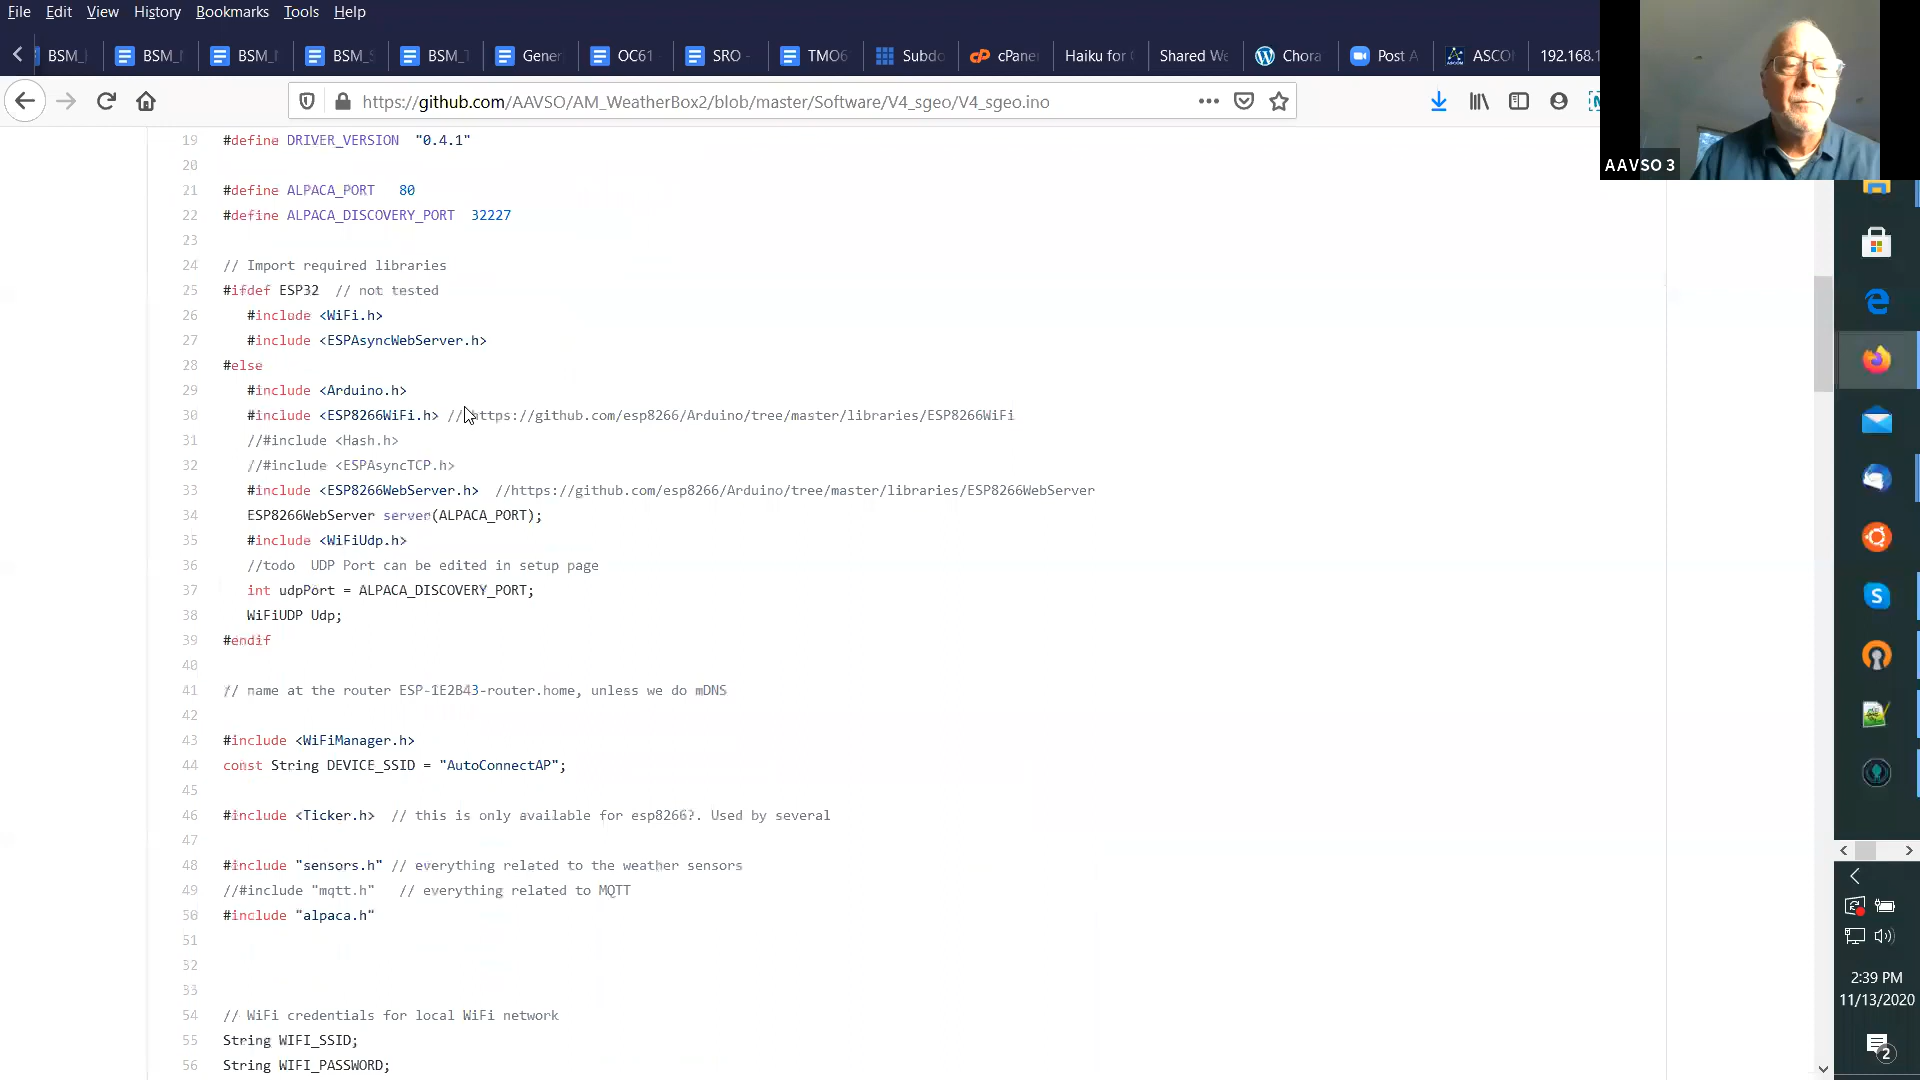 File Edit View History Bookmarks Tools Help
BSM_ BSM_ BSM_ BSM_S BSM_T Gener OC61 SRO - TMO6 Subdo cPane Haiku for Shared We Chora Post A ASCO 192.168.1
https://github.com/AAVSO/AM_WeatherBox2/blob/master/Software/V4_sgeo/V4_sgeo.ino
AAVSO 3
19 #define DRIVER_VERSION "0.4.1"
20
21 #define ALPACA_PORT 80
22 #define ALPACA_DISCOVERY_PORT 32227
23
24 // Import required libraries
25 #ifdef ESP32 // not tested
26 #include <WiFi.h>
27 #include <ESPAsyncWebServer.h>
28 #else
29 #include <Arduino.h>
30 #include <ESP8266WiFi.h> //https://github.com/esp8266/Arduino/tree/master/libraries/ESP8266WiFi
31 //#include <Hash.h>
32 //#include <ESPAsyncTCP.h>
33 #include <ESP8266WebServer.h> //https://github.com/esp8266/Arduino/tree/master/libraries/ESP8266WebServer
34 ESP8266WebServer server(ALPACA_PORT);
35 #include <WiFiUdp.h>
36 //todo UDP Port can be edited in setup page
37 int udpPort = ALPACA_DISCOVERY_PORT;
38 WiFiUDP Udp;
39 #endif
40
41 // name at the router ESP-1E2B43-router.home, unless we do mDNS
42
43 #include <WiFiManager.h>
44 const String DEVICE_SSID = "AutoConnectAP";
45
46 #include <Ticker.h> // this is only available for esp8266?. Used by several
47
48 #include "sensors.h" // everything related to the weather sensors
49 //#include "mqtt.h" // everything related to MQTT
50 #include "alpaca.h"
51
52
53
54 // WiFi credentials for local WiFi network
55 String WIFI_SSID;
56 String WIFI_PASSWORD;
2:39 PM
11/13/2020
2